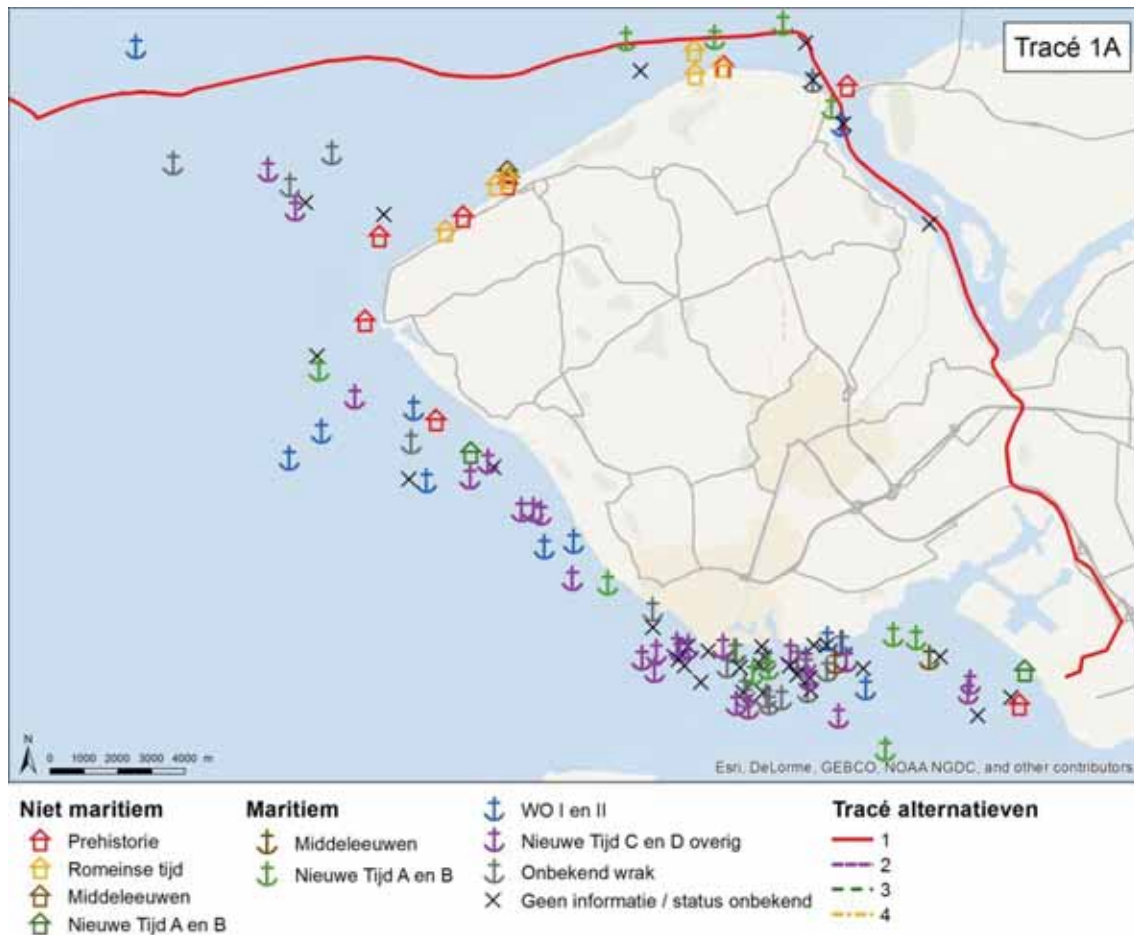 Tracé 1A
N
0 1000 2000 3000 4000 m
Esri, DeLorme, GEBCO, NOAA NGDC, and other contributors
Niet maritiem
Prehistorie
Romeinse tijd
Middeleeuwen
Nieuwe Tijd A en B
Maritiem
Middeleeuwen
Nieuwe Tijd A en B
WO I en II
Nieuwe Tijd C en D overig
Onbekend wrak
Geen informatie / status onbekend
Tracé alternatieven
1
2
3
4